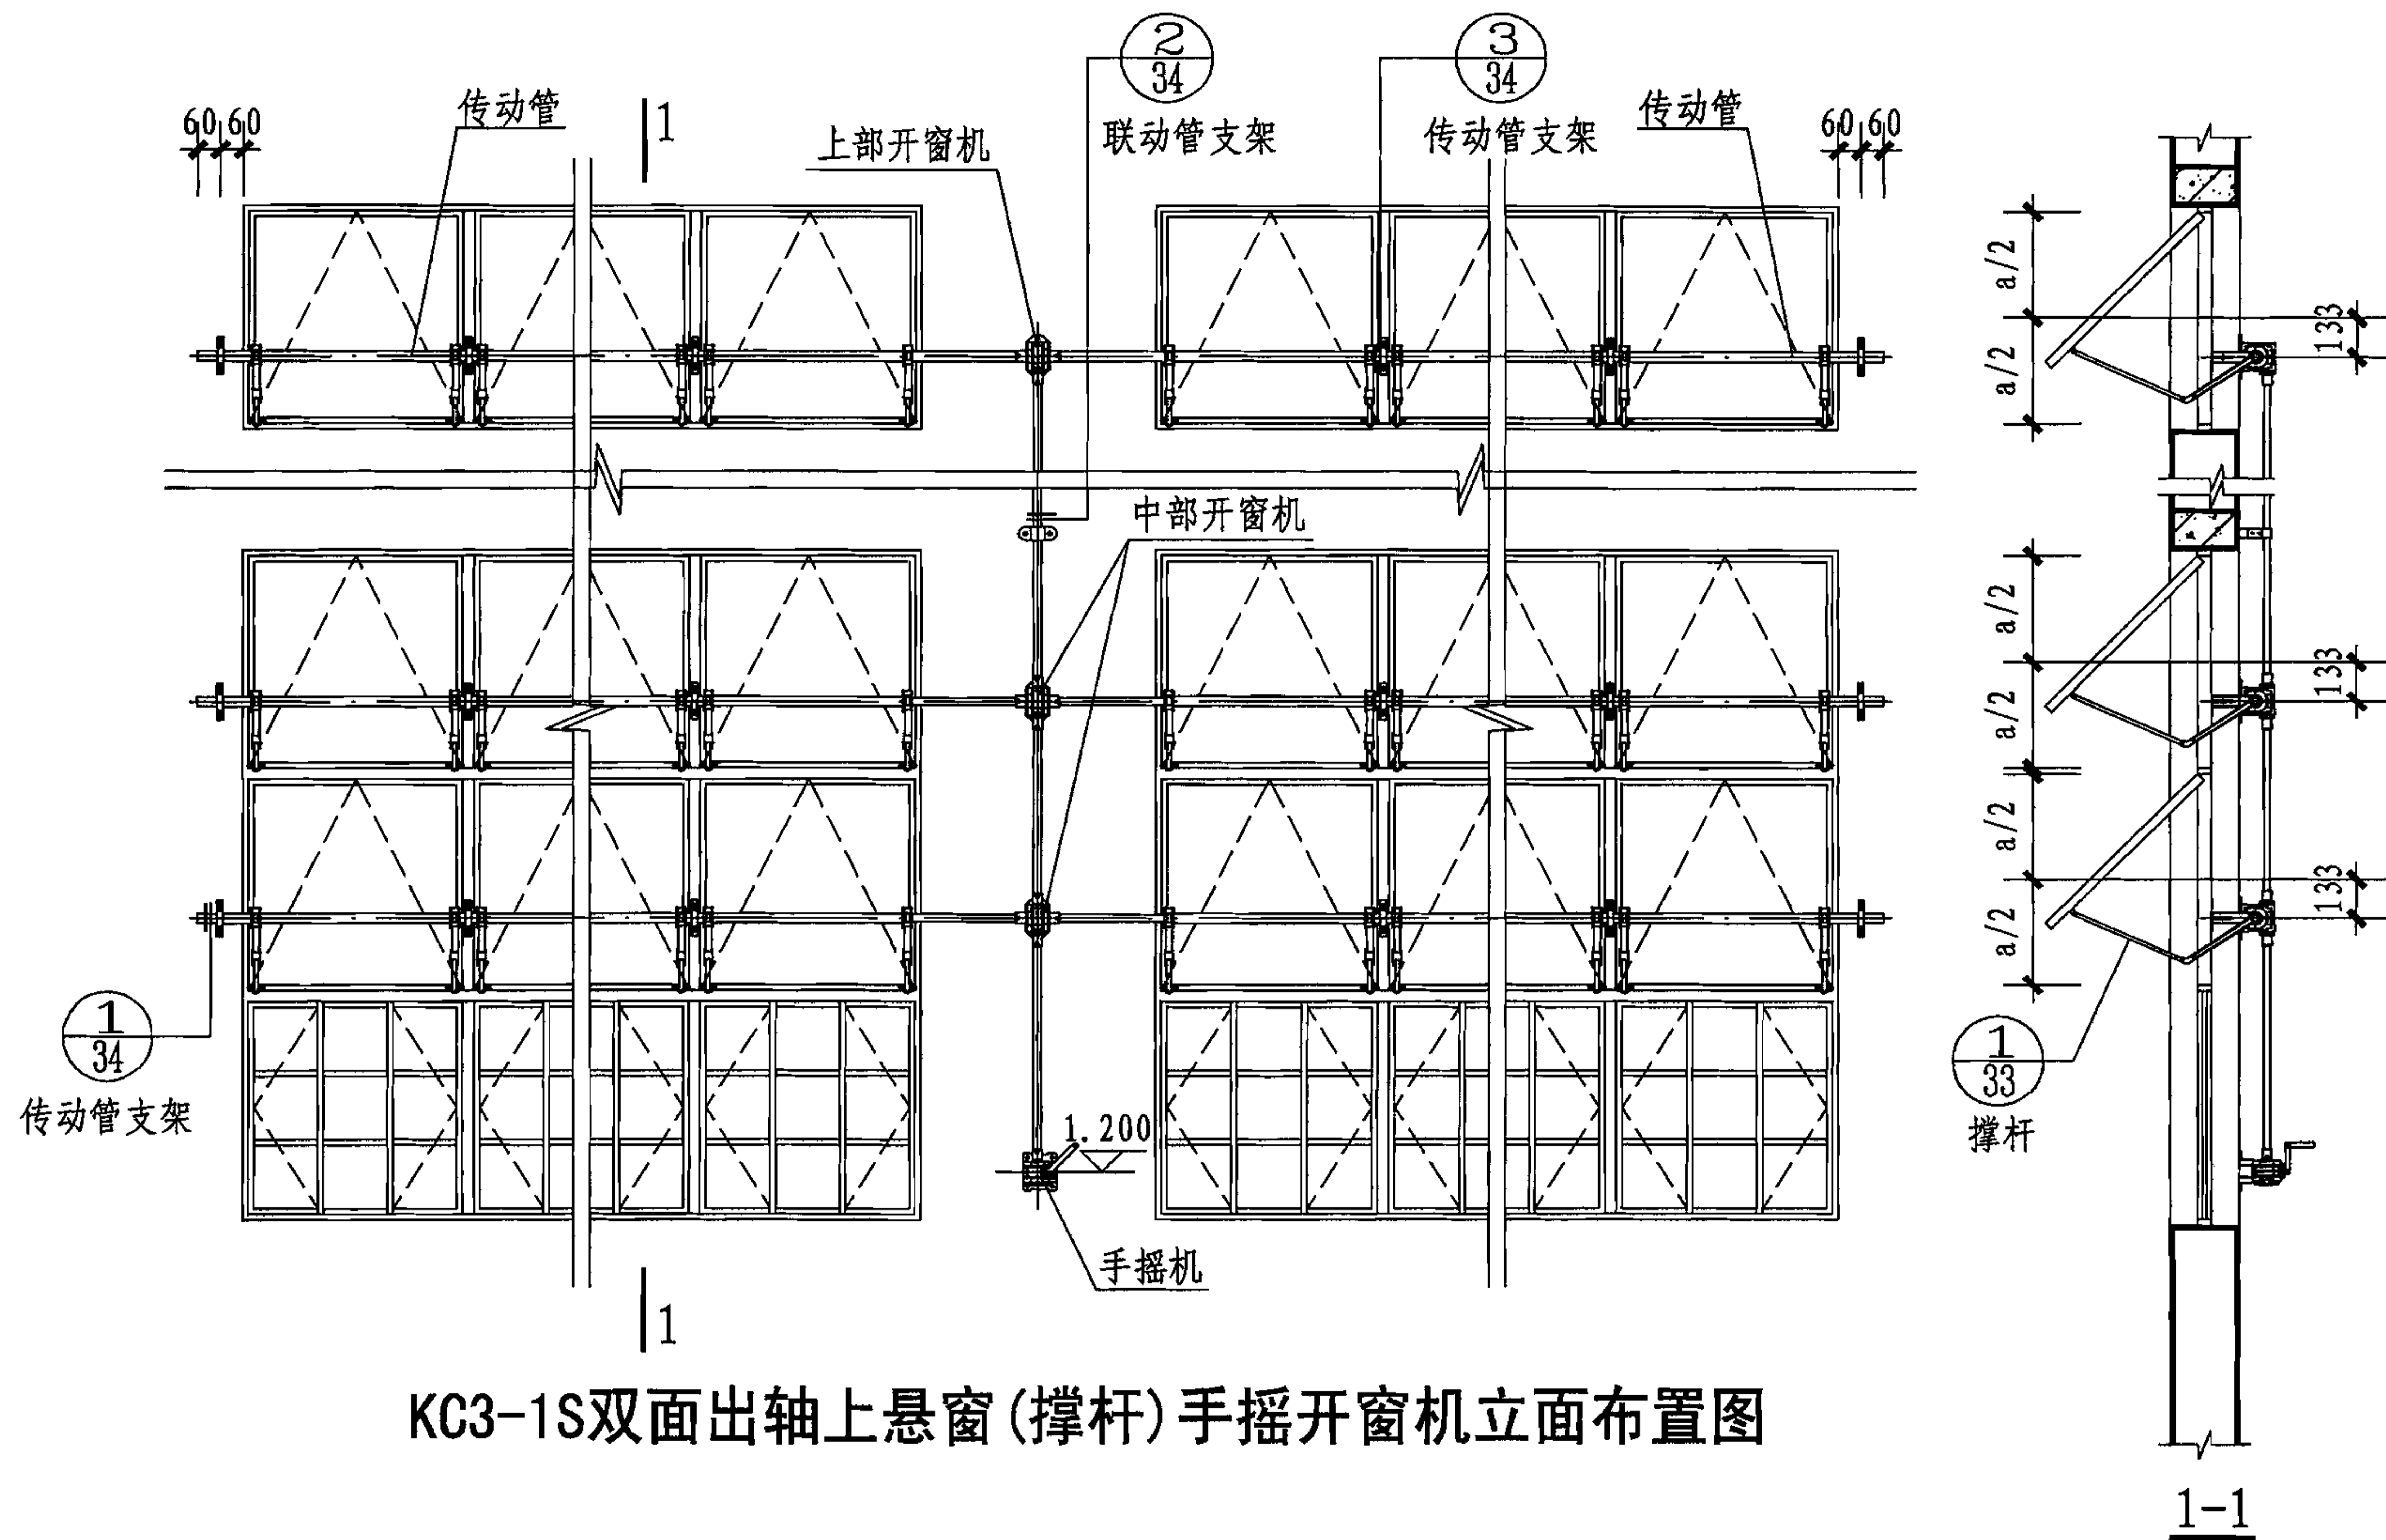 2
34
联动管支架
3
34
传动管支架
60 60
传动管
1
上部开窗机
传动管
60 60
a/2
a/2
133
中部开窗机
a/2
a/2
133
a/2
a/2
133
1
34
传动管支架
1
33
撑杆
1.200
手摇机
1
KC3-1S双面出轴上悬窗(撑杆)手摇开窗机立面布置图
1-1